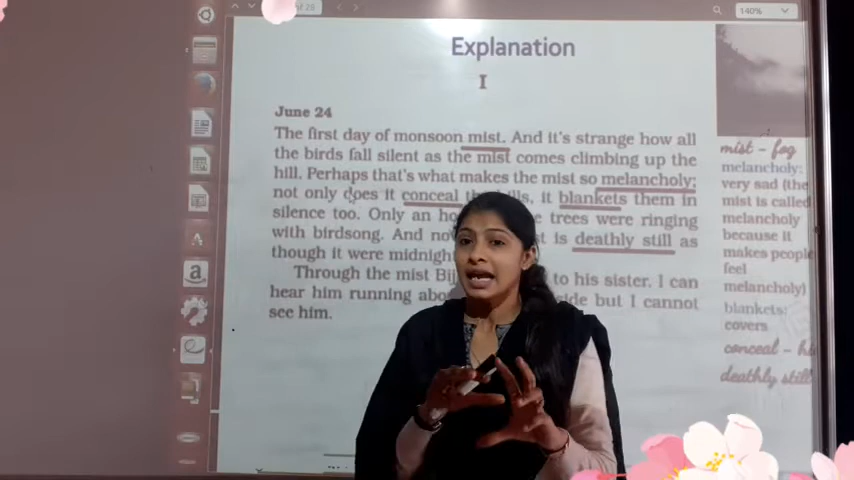 of 28
140%
Explanation
I
June 24
The first day of monsoon mist. And it's strange how all
the birds fall silent as the mist comes climbing up the
hill. Perhaps that's what makes the mist so melancholy;
not only does it conceal the hills, it blankets them in
silence too. Only an trees were ringing
with birdsong. And is deathly still as
though it were midnight
Through the mist to his sister. I can
hear him running but I cannot
see him.
mist - fog
melancholy:
very sad (the
mist is called
melancholy
because it
makes people
feel
melancholy)
blankets:
covers
conceal -
deathly still